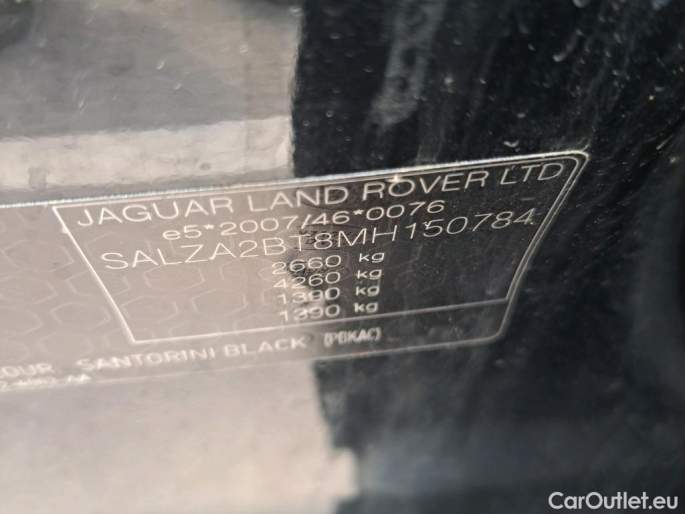 JAGUAR LAND ROVER LTD
e5*2007/46*0076
SALZA2BT8MH150784
2660 kg
4260 kg
1390 kg
1390 kg
OUR SANTORINI BLACK (PBKAC)
CarOutlet.eu